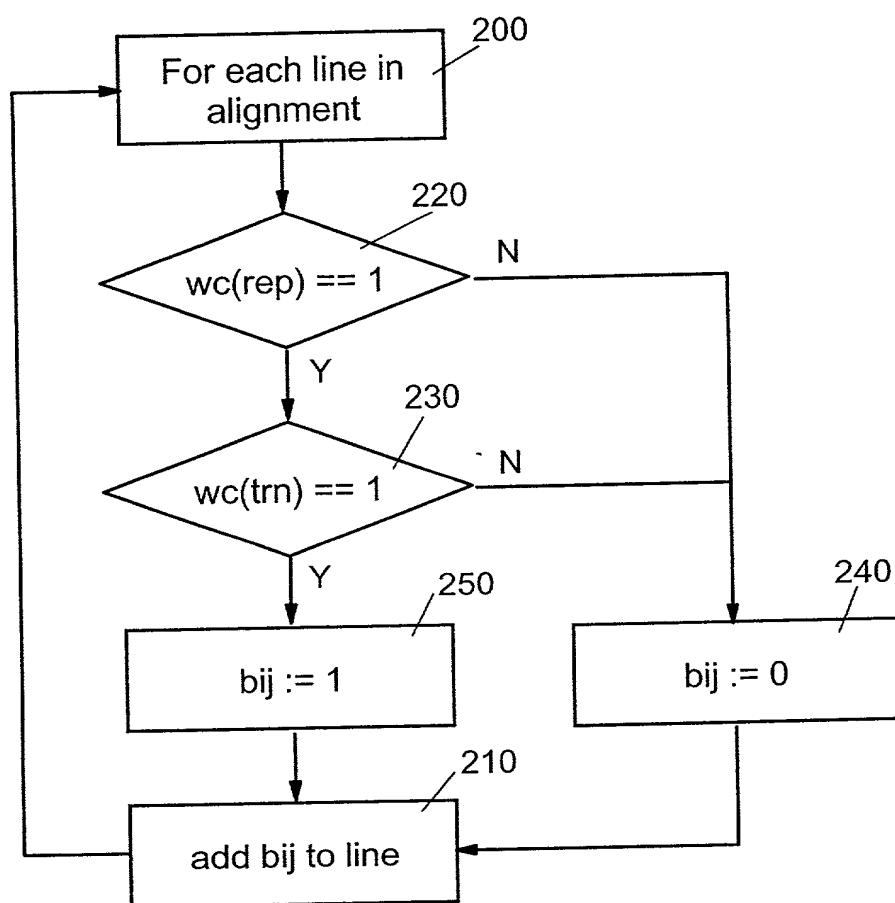 200
For each line in
alignment
220
wc(rep) == 1
N
Y
230
wc(trn) == 1
N
Y
250
bij := 1
240
bij := 0
210
add bij to line